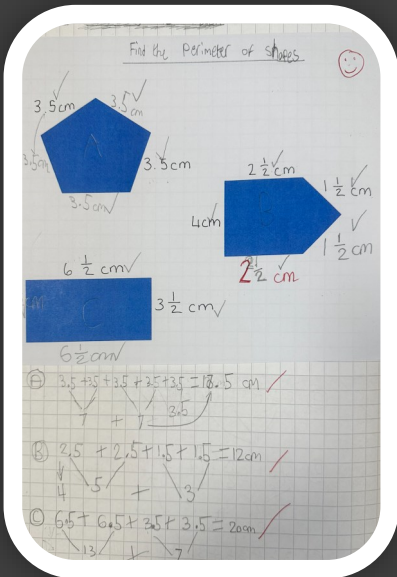 Find the Perimeter of Shapes
3.5cm 3.5cm
3.5cm 3.5cm
3.5cm
A
2 1/2 cm
1 1/2 cm
4cm
1 1/2 cm
2 1/2 cm
6 1/2 cm
3 1/2 cm
C
6 1/2 cm
A 3.5+3.5+3.5+3.5+3.5=18.5 cm
7 + 7 3.5
B 2.5 + 2.5+1.5+1.5=12cm
4 5 + 3
C 6.5+ 6.5+3.5+3.5=20cm
13 + 7